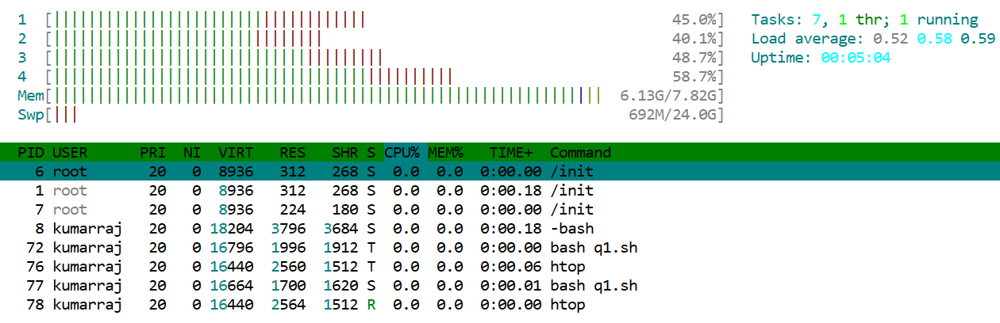 1 [||||||||||||||||||||||||||||||||||||45.0%] Tasks: 7, 1 thr; 1 running
2 [|||||||||||||||||||||||||||||||40.1%] Load average: 0.52 0.58 0.59
3 [||||||||||||||||||||||||||||||||||||||48.7%] Uptime: 00:05:04
4 [||||||||||||||||||||||||||||||||||||||||||||||58.7%]
Mem[|||||||||||||||||||||||||||||||||||||||||||||||||||||||||||||||6.13G/7.82G]
Swp[|||692M/24.0G]
PID USER PRI NI VIRT RES SHR S CPU% MEM% TIME+ Command
6 root 20 0 8936 312 268 S 0.0 0.0 0:00.00 /init
1 root 20 0 8936 312 268 S 0.0 0.0 0:00.18 /init
7 root 20 0 8936 224 180 S 0.0 0.0 0:00.00 /init
8 kumarraj 20 0 18204 3796 3684 S 0.0 0.0 0:00.18 -bash
72 kumarraj 20 0 16796 1996 1912 T 0.0 0.0 0:00.00 bash q1.sh
76 kumarraj 20 0 16440 2560 1512 T 0.0 0.0 0:00.06 htop
77 kumarraj 20 0 16664 1700 1620 S 0.0 0.0 0:00.01 bash q1.sh
78 kumarraj 20 0 16440 2564 1512 R 0.0 0.0 0:00.00 htop